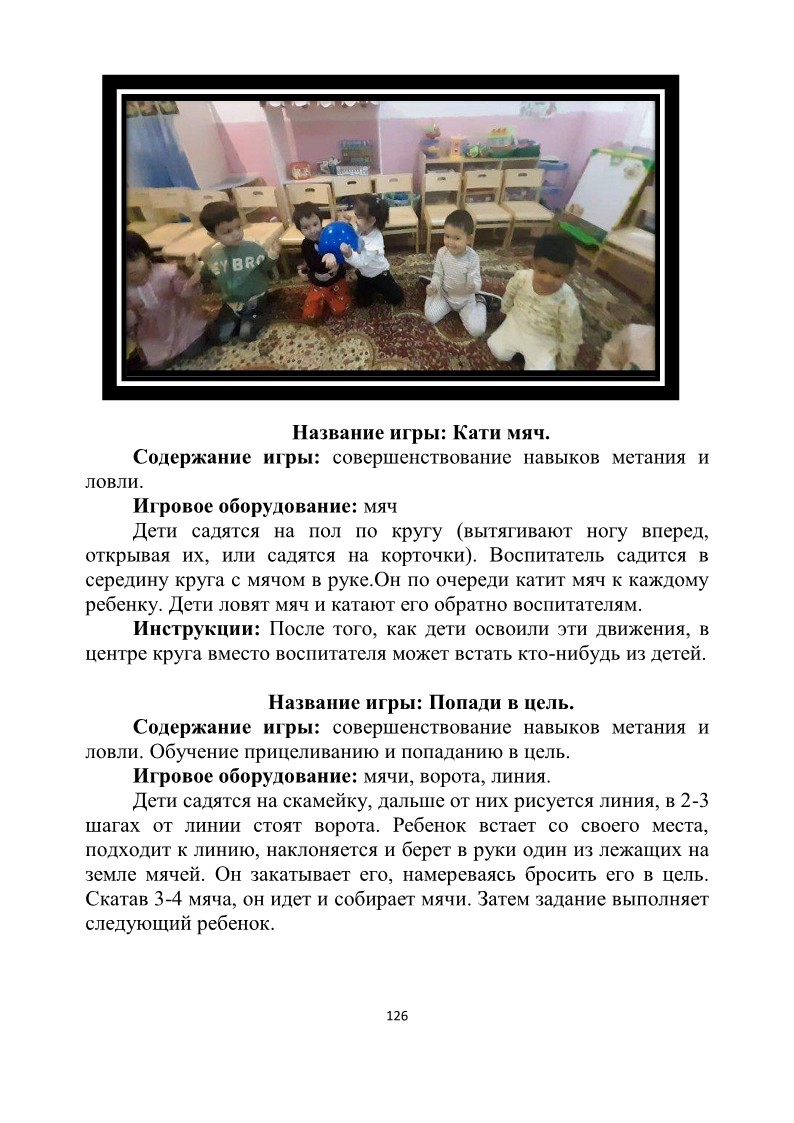 EY BRO
Название игры: Кати мяч.
Содержание игры: совершенствование навыков метания и
ловли.
Игровое оборудование: мяч
Дети садятся на пол по кругу (вытягивают ногу вперед,
открывая их, или садятся на корточки). Воспитатель садится в
середину круга с мячом в руке.Он по очереди катит мяч к каждому
ребенку. Дети ловят мяч и катают его обратно воспитателям.
Инструкции: После того, как дети освоили эти движения, в
центре круга вместо воспитателя может встать кто-нибудь из детей.
Название игры: Попади в цель.
Содержание игры: совершенствование навыков метания и
ловли. Обучение прицеливанию и попаданию в цель.
Игровое оборудование: мячи, ворота, линия.
Дети садятся на скамейку, дальше от них рисуется линия, в 2-3
шагах от линии стоят ворота. Ребенок встает со своего места,
подходит к линию, наклоняется и берет в руки один из лежащих на
земле мячей. Он закатывает его, намереваясь бросить его в цель.
Скатав 3-4 мяча, он идет и собирает мячи. Затем задание выполняет
следующий ребенок.
126